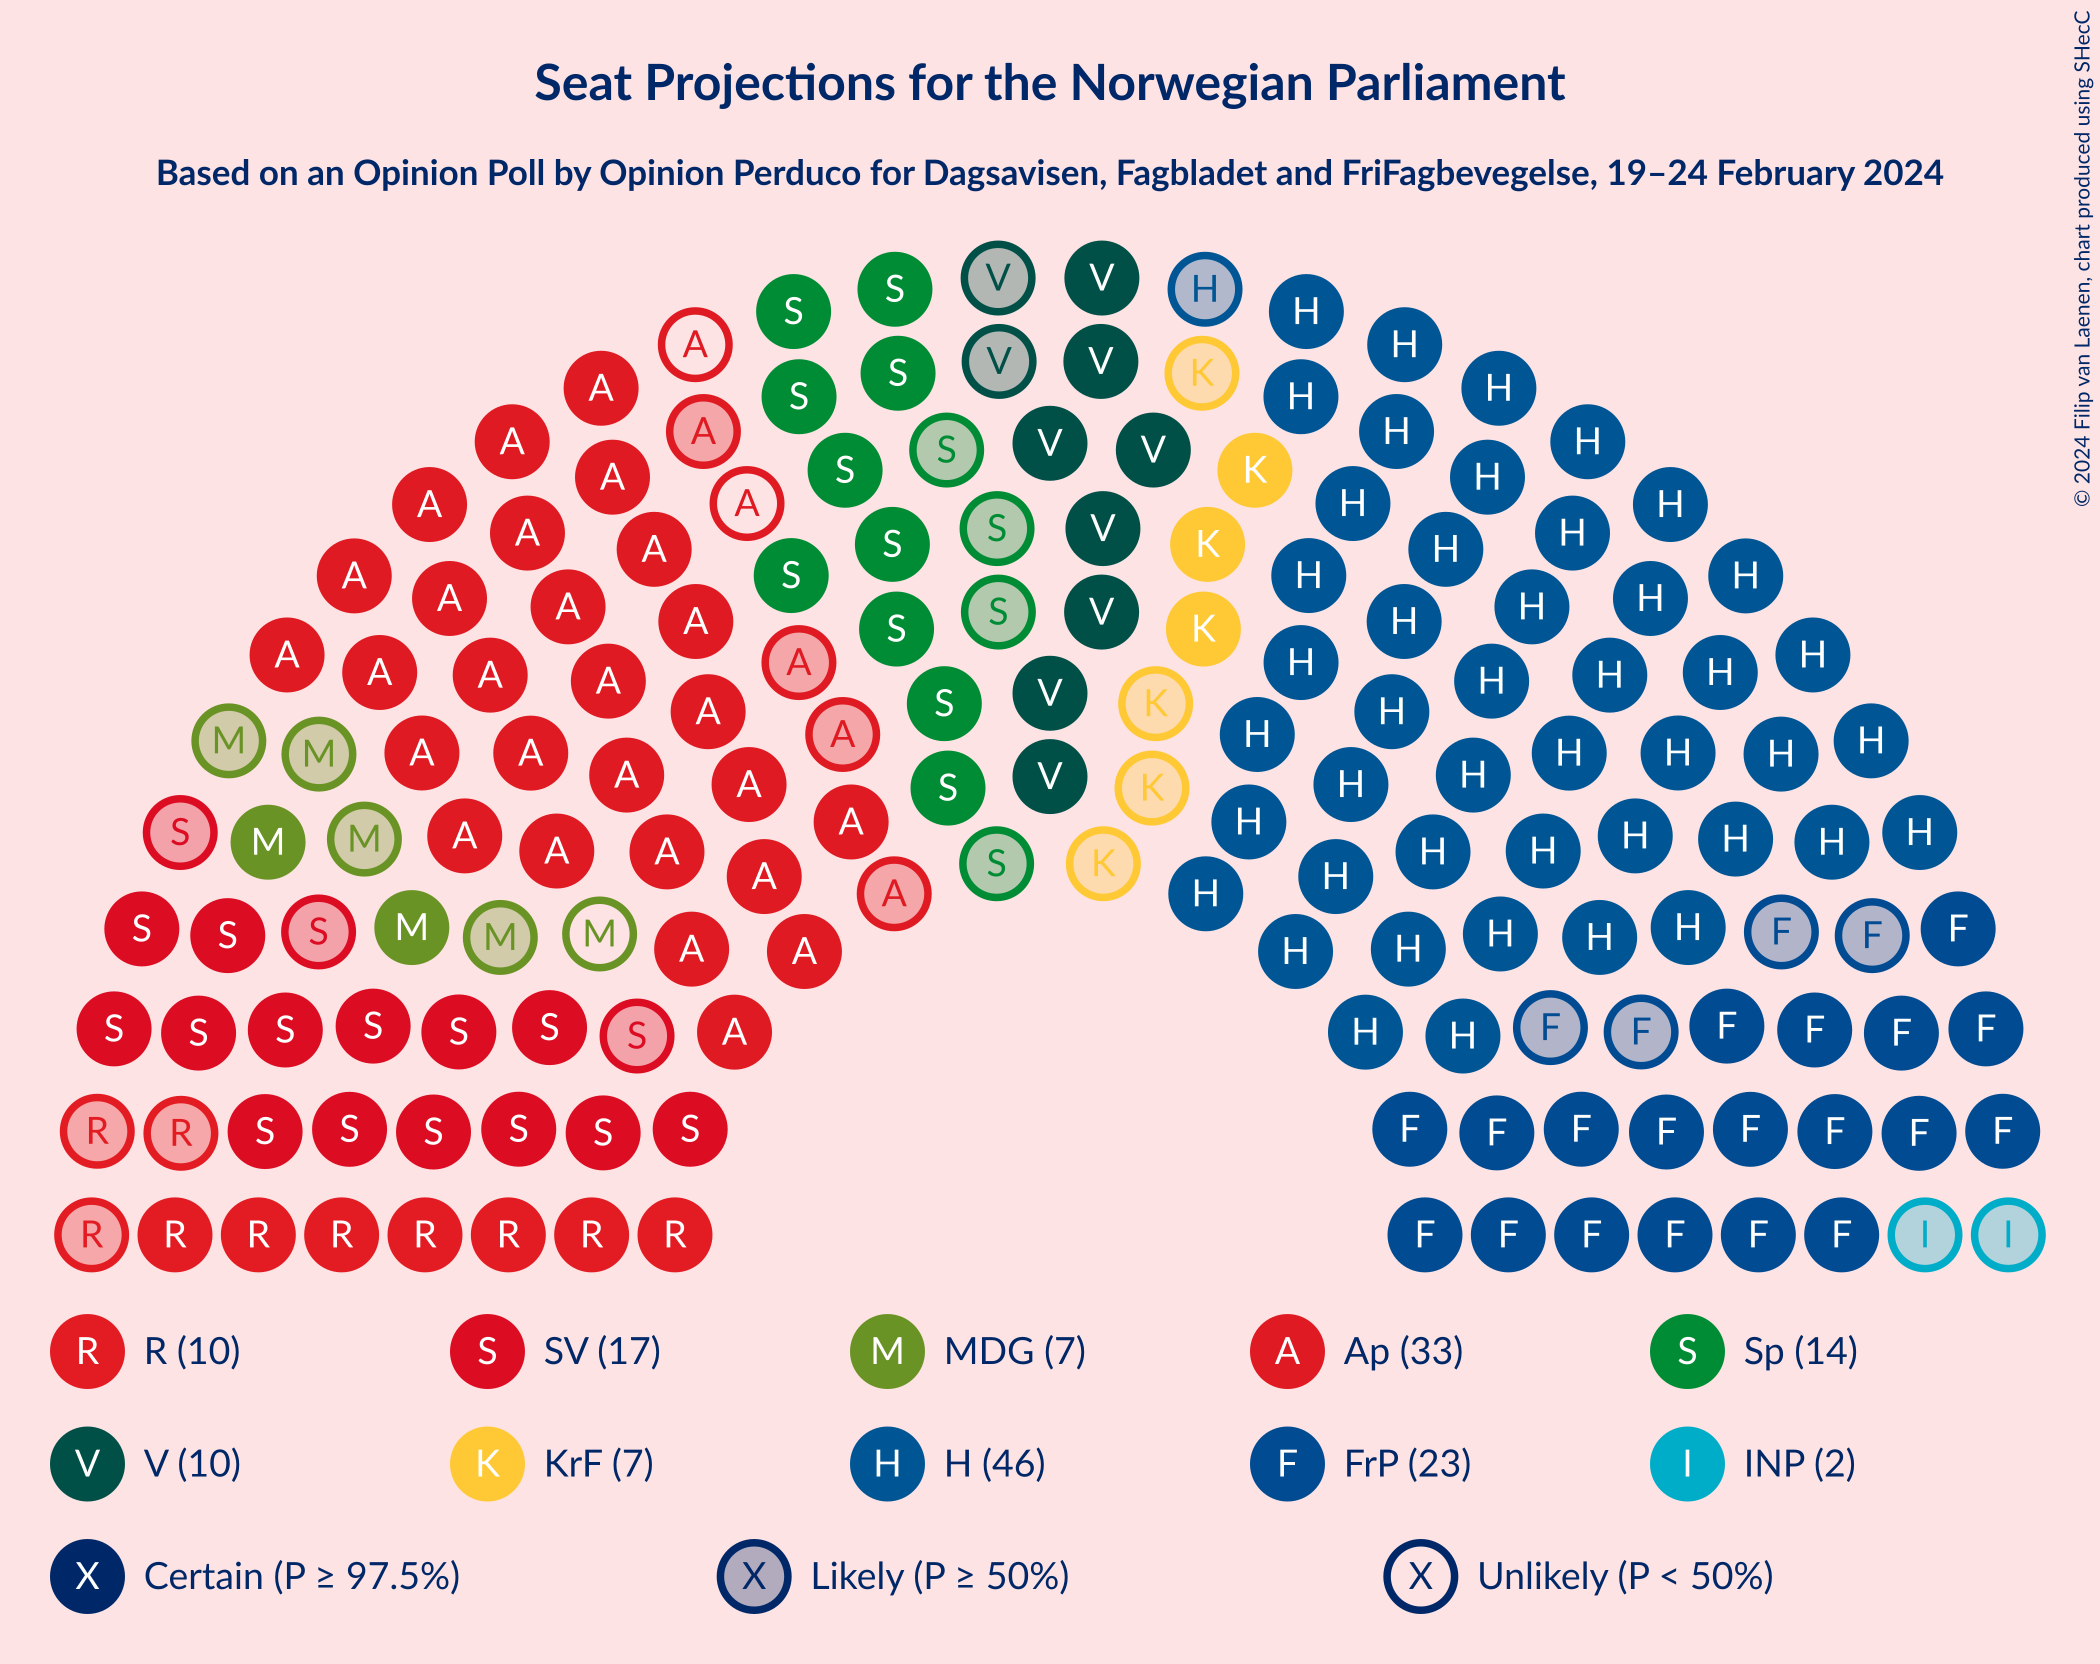 Seat Projections for the Norwegian Parliament
Based on an Opinion Poll by Opinion Perduco for Dagsavisen, Fagbladet and FriFagbevegelse, 19–24 February 2024
© 2024 Filip van Laenen, chart produced using SHecC
S S V V H H H
A A S S V V K H H H H
A A A A S S V V K H H H H
A A A A S S S V K H H H H
A A A A A S S V K H H H H H
A A A A A A S V K H H H H H H
M M A A A A A S V K H H H H H H H
S M M A A A A A A S K H H H H H H H H H
S S S M M M A A H H H H H F F F
S S S S S S S A H H F F F F F F
R R S S S S S S F F F F F F F F
R R R R R R R R F F F F F F I I
R R (10) S SV (17) M MDG (7) A Ap (33) S Sp (14)
V V (10) K KrF (7) H H (46) F FrP (23) I INP (2)
X Certain (P ≥ 97.5%) X Likely (P ≥ 50%) X Unlikely (P < 50%)